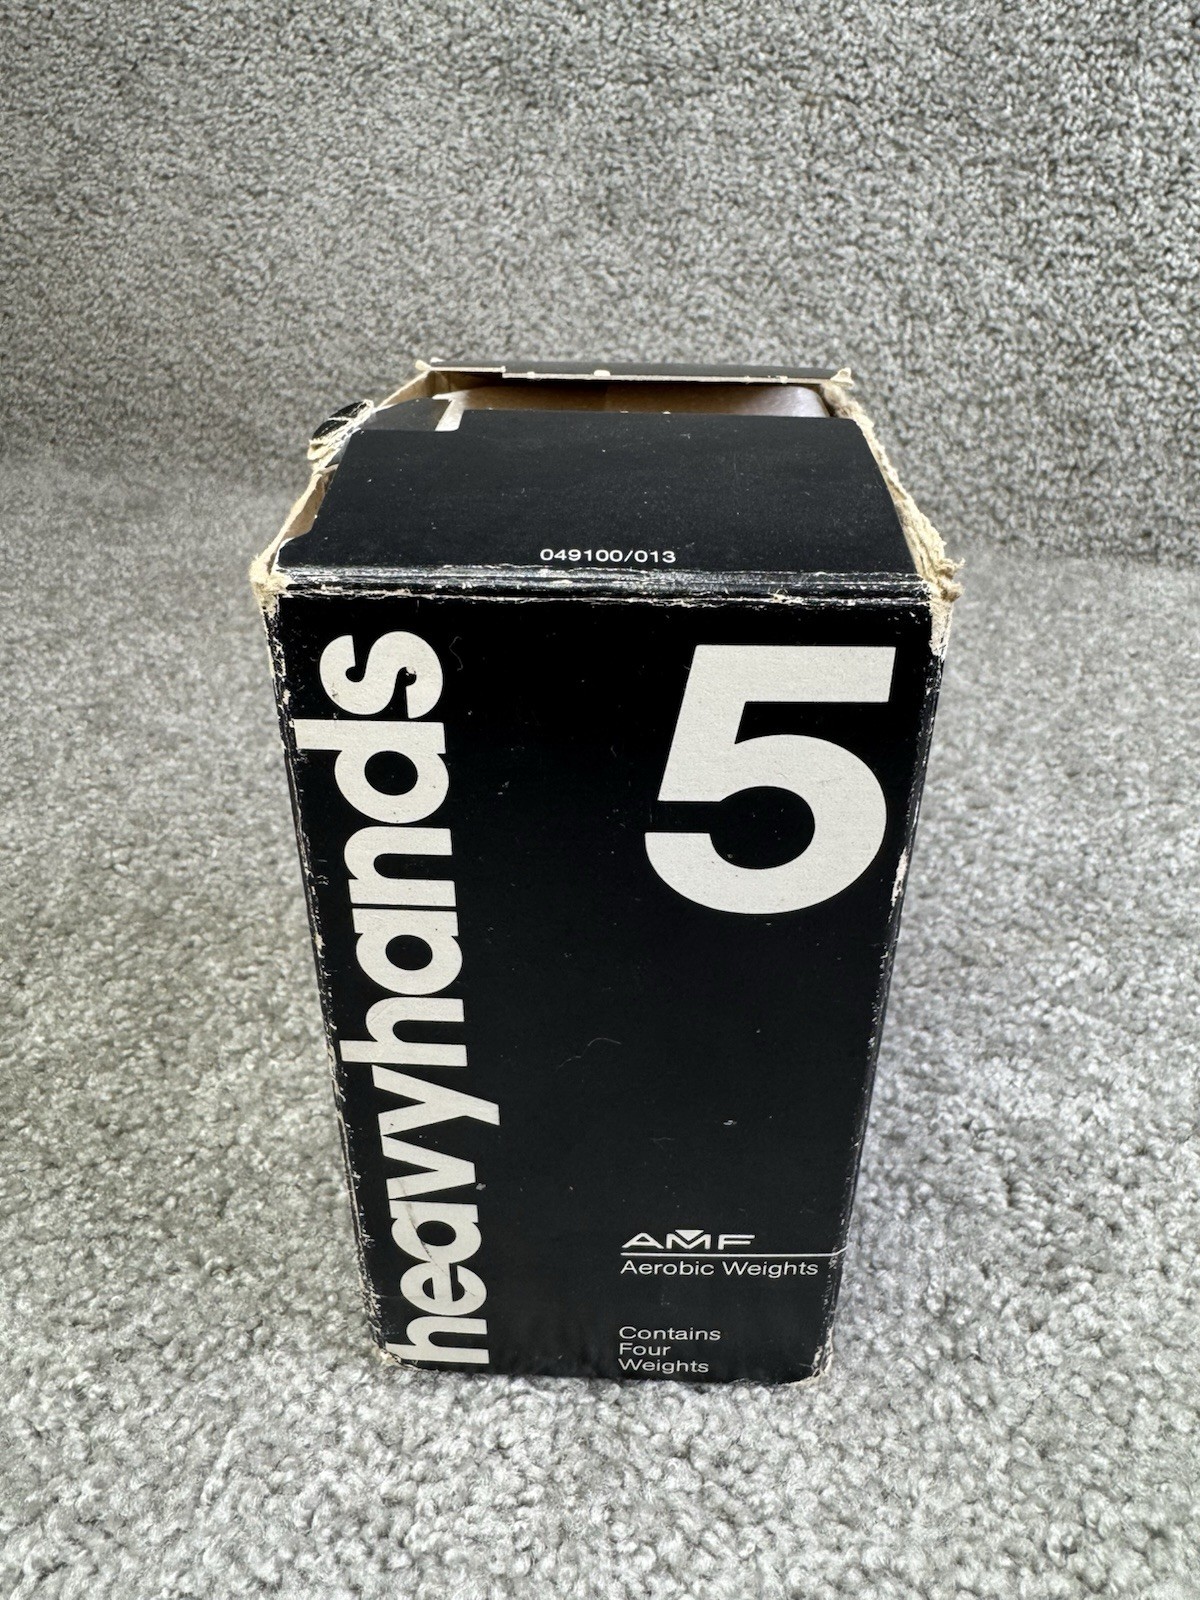 049100/013
heavyhands
5
AMF
Aerobic Weights
Contains
Four
Weights